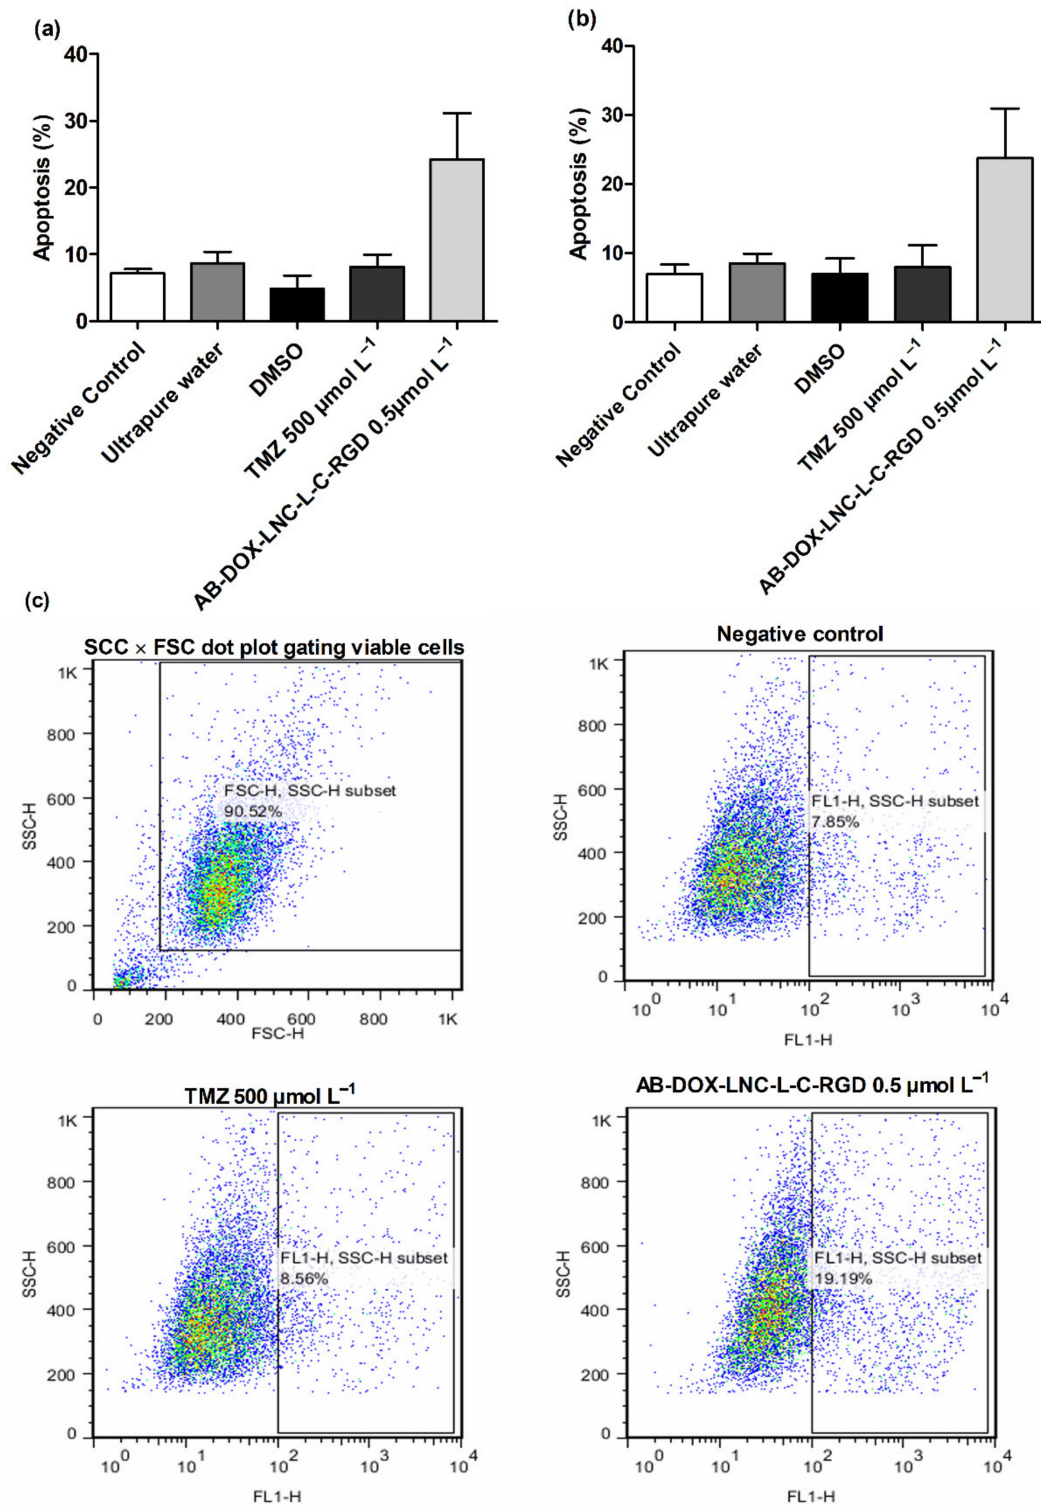 (a)
40
30
20
10
0
Apoptosis (%)
Negative Control
Ultrapure water
DMSO
TMZ 500 µmol L⁻¹
AB-DOX-LNC-L-C-RGD 0.5µmol L⁻¹
(b)
40
30
20
10
0
Apoptosis (%)
Negative Control
Ultrapure water
DMSO
TMZ 500 µmol L⁻¹
AB-DOX-LNC-L-C-RGD 0.5µmol L⁻¹
(c)
SCC × FSC dot plot gating viable cells
1K
800
600
400
200
0
SSC-H
FSC-H, SSC-H subset
90.52%
0 200 400 600 800 1K
FSC-H
Negative control
1K
800
600
400
200
0
SSC-H
FL1-H, SSC-H subset
7.85%
10⁰ 10¹ 10² 10³ 10⁴
FL1-H
TMZ 500 µmol L⁻¹
1K
800
600
400
200
0
SSC-H
FL1-H, SSC-H subset
8.56%
10⁰ 10¹ 10² 10³ 10⁴
FL1-H
AB-DOX-LNC-L-C-RGD 0.5 µmol L⁻¹
1K
800
600
400
200
0
SSC-H
FL1-H, SSC-H subset
19.19%
10⁰ 10¹ 10² 10³ 10⁴
FL1-H